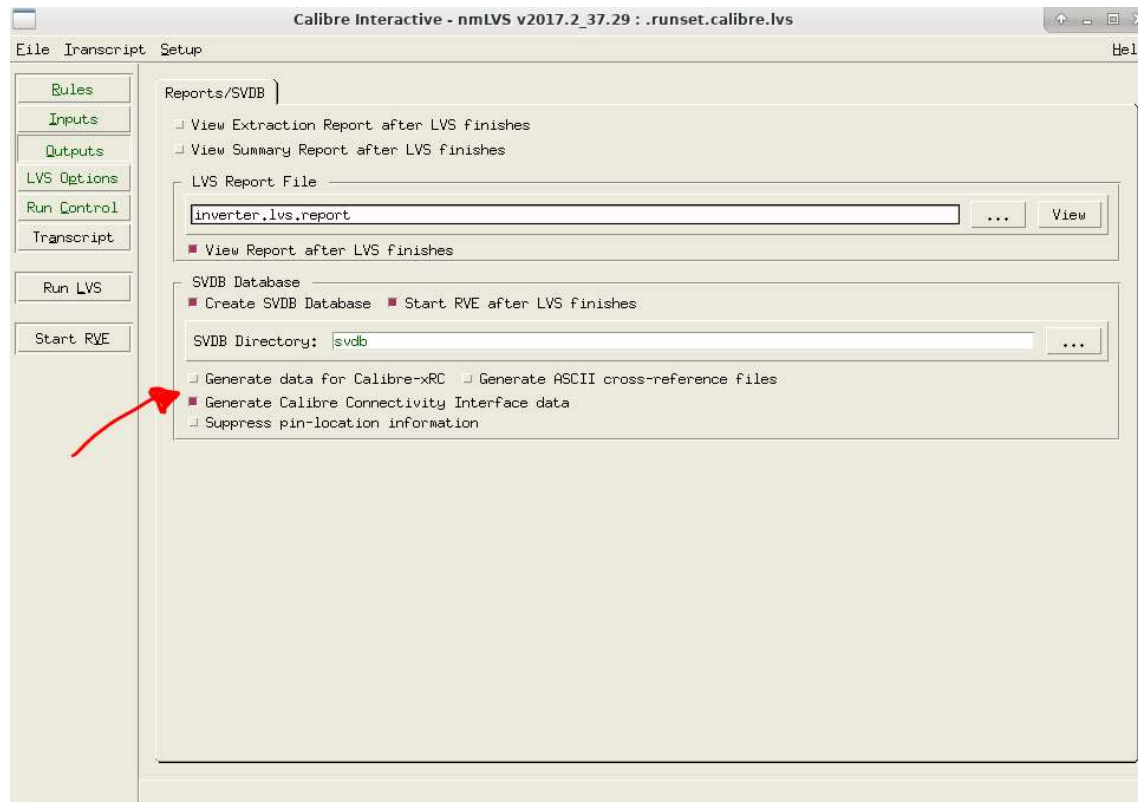 Calibre Interactive - nmLVS v2017.2_37.29 : .runset.calibre.lvs
File Transcript Setup Hel
Rules
Inputs
Outputs
LVS Options
Run Control
Transcript
Run LVS
Start RVE
Reports/SVDB
View Extraction Report after LVS finishes
View Summary Report after LVS finishes
LVS Report File
inverter.lvs.report ... View
View Report after LVS finishes
SVDB Database
Create SVDB Database Start RVE after LVS finishes
SVDB Directory: svdb ...
Generate data for Calibre-xRC Generate ASCII cross-reference files
Generate Calibre Connectivity Interface data
Suppress pin-location information